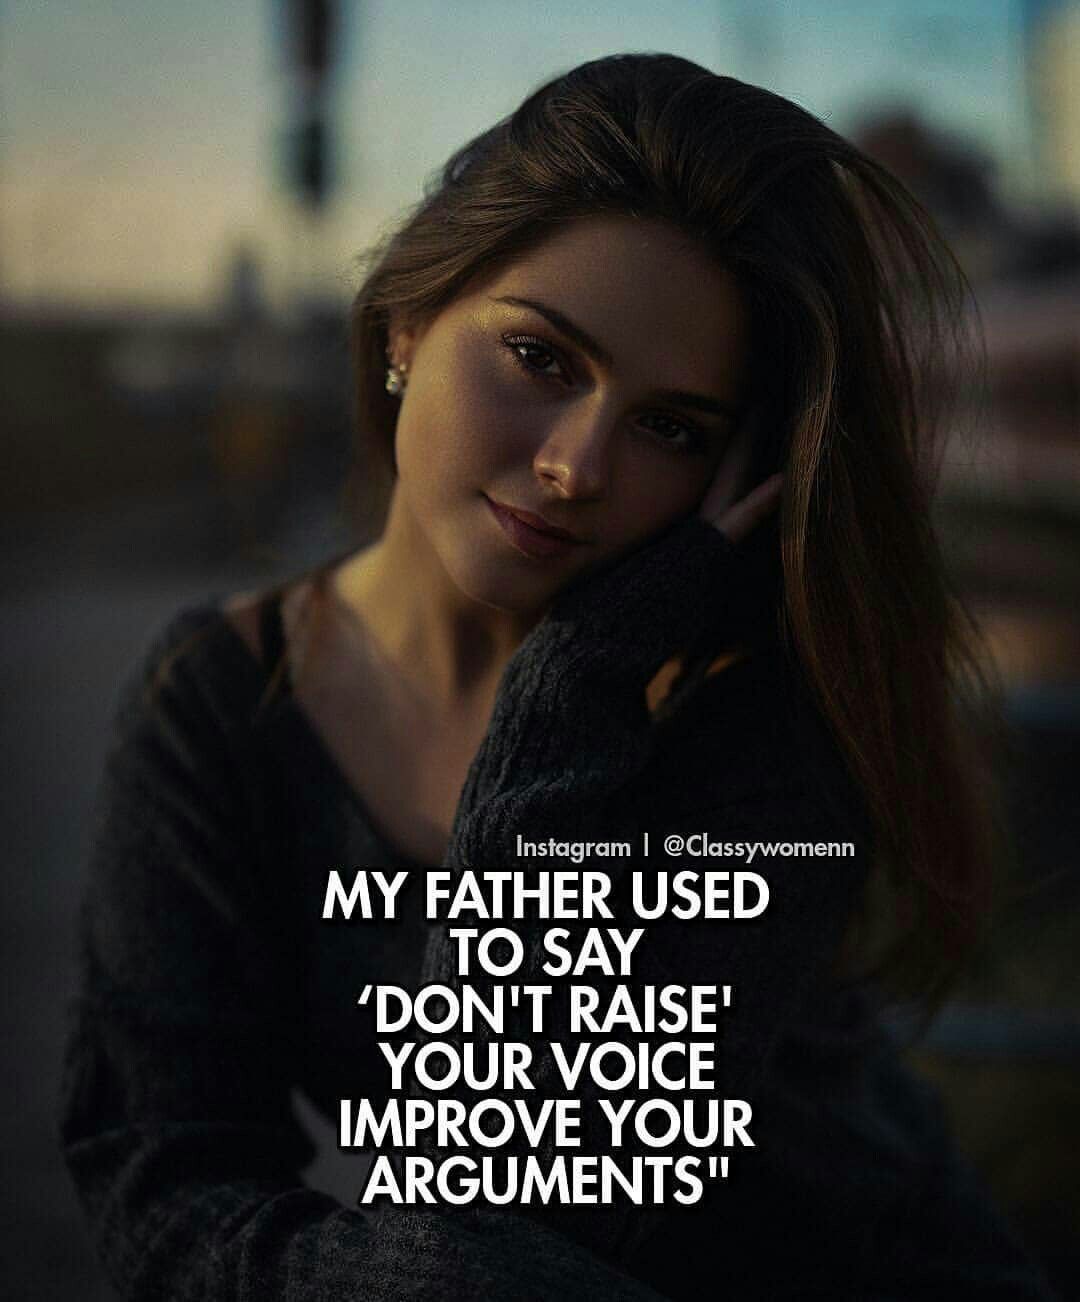 Instagram | @Classywomenn
MY FATHER USED
TO SAY
‘DON'T RAISE'
YOUR VOICE
IMPROVE YOUR
ARGUMENTS"